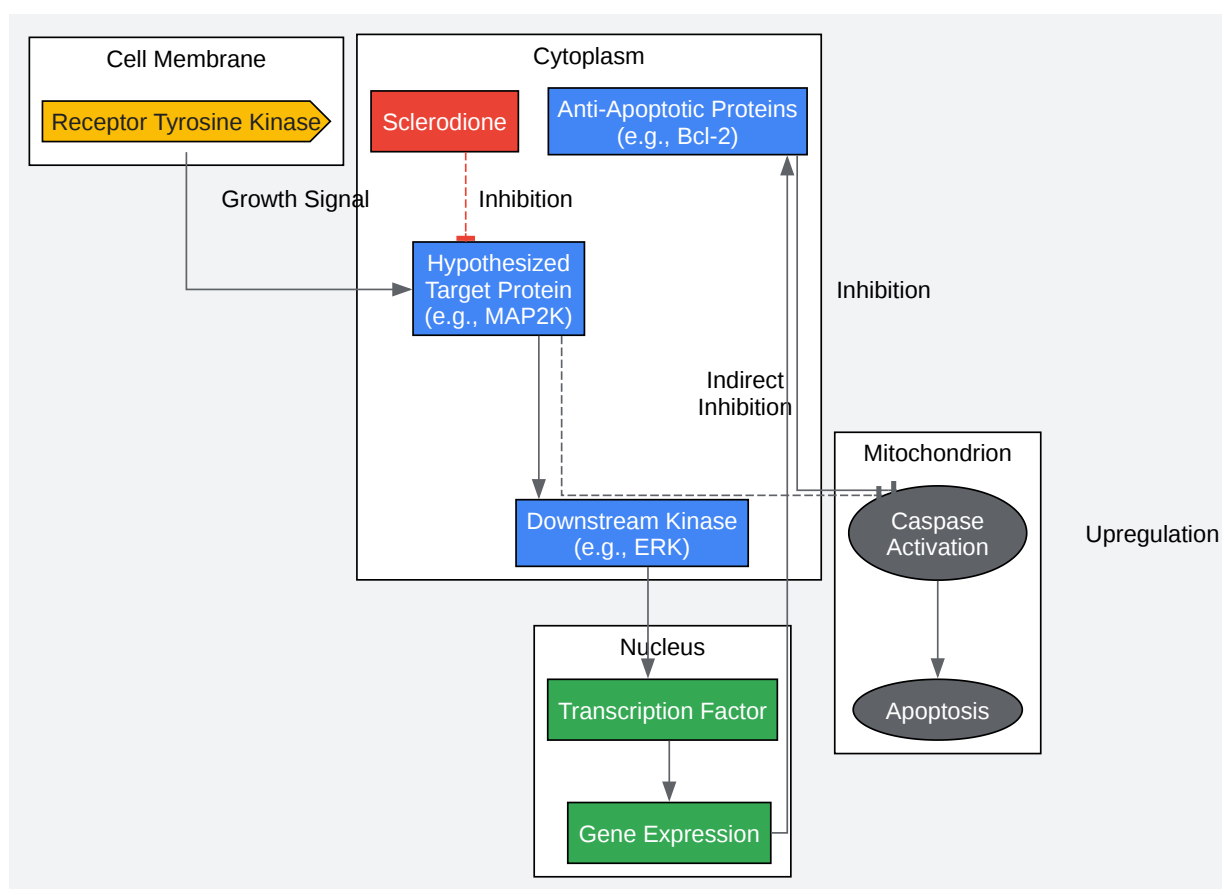 Cell Membrane
Receptor Tyrosine Kinase
Growth Signal
Cytoplasm
Sclerodione
Anti-Apoptotic Proteins
(e.g., Bcl-2)
Inhibition
Hypothesized
Target Protein
(e.g., MAP2K)
Inhibition
Indirect
Inhibition
Downstream Kinase
(e.g., ERK)
Mitochondrion
Caspase
Activation
Upregulation
Apoptosis
Nucleus
Transcription Factor
Gene Expression